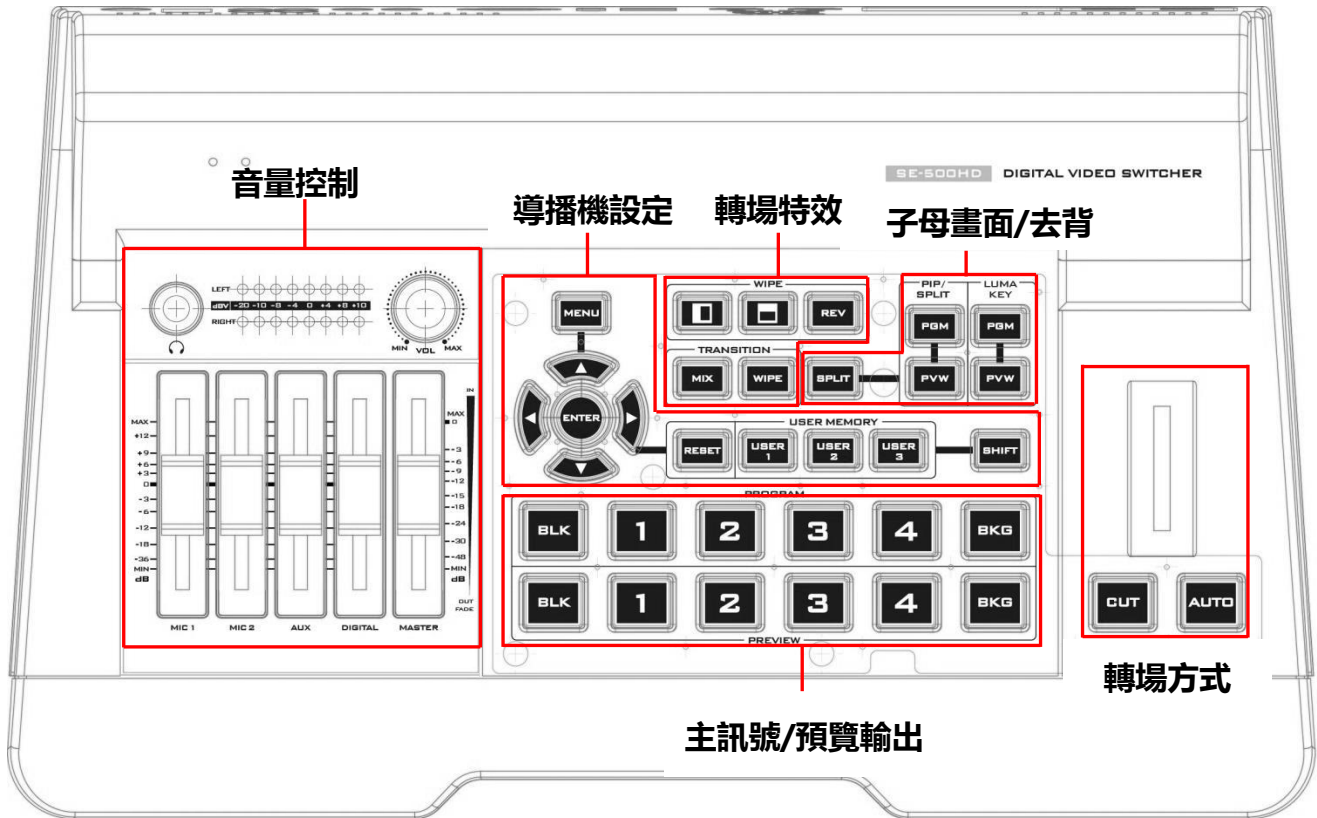 SE-500HD DIGITAL VIDEO SWITCHER
音量控制
導播機設定
轉場特效
子母畫面/去背
LEFT
dBV -20 -10 -8 -4 0 +4 +8 +10
RIGHT
MIN VOL MAX
MAX
+12
+9
+6
+3
0
-3
-6
-12
-18
-36
MIN
dB
IN
MAX
0
-3
-6
-9
-12
-15
-18
-24
-30
-48
MIN
dB
OUT
FADE
MIC 1 MIC 2 AUX DIGITAL MASTER
MENU
ENTER
WIPE
REV
TRANSITION
MIX WIPE
PIP/
SPLIT
LUMA
KEY
PGM PGM
SPLIT PVW PVW
USER MEMORY
RESET USER 1 USER 2 USER 3 SHIFT
PROGRAM
BLK 1 2 3 4 BKG
BLK 1 2 3 4 BKG
PREVIEW
CUT AUTO
轉場方式
主訊號/預覽輸出